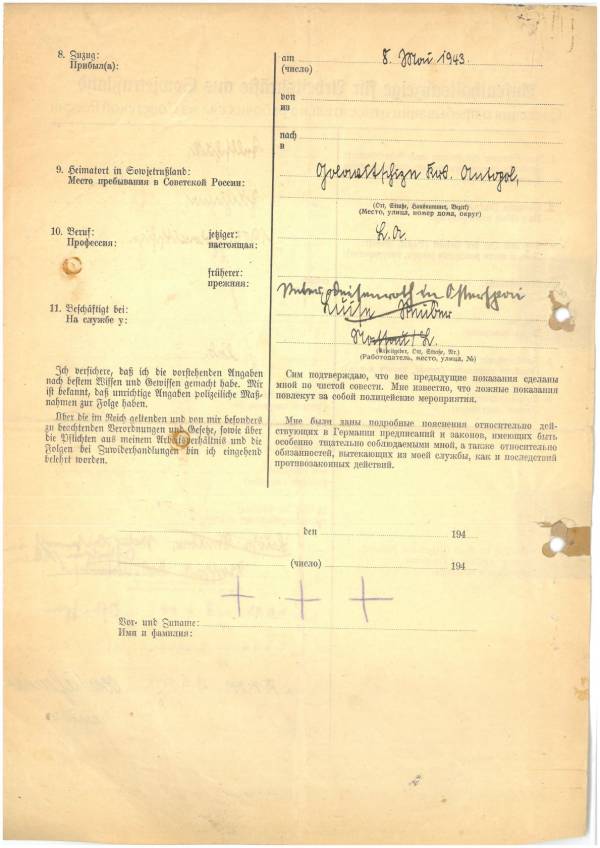 8. Zuzug: am 8. Mai 1943.
Прибыл(а): (число)
von
из
nach
в
9. Heimatort in Sowjetrußland:
Место пребывания в Советской России:
Krs. Antopol,
(Ort, Straße, Hausnummer, Bezirk)
(Место, улица, номер дома, округ)
10. Beruf: jetziger: L. A.
Профессия: настоящая:
früherer:
прежняя:
in Osterspai
11. Beschäftigt bei: Luise
На службе у:
(Arbeitgeber, Ort, Straße, Nr.)
(Работодатель, место, улица, №)
Ich versichere, daß ich die vorstehenden Angaben
nach bestem Wissen und Gewissen gemacht habe. Mir
ist bekannt, daß unrichtige Angaben polizeiliche Maß-
nahmen zur Folge haben.
Über die im Reich geltenden und von mir besonders
zu beachtenden Verordnungen und Gesetze, sowie über
die Pflichten aus meinem Arbeitsverhältnis und die
Folgen bei Zuwiderhandlungen bin ich eingehend
belehrt worden.
Сим подтверждаю, что все предыдущие показания сделаны
мной по чистой совести. Мне известно, что ложные показания
повлекут за собой полицейские мероприятия.
Мне были даны подробные пояснения относительно дей-
ствующих в Германии предписаний и законов, имеющих быть
особенно тщательно соблюдаемыми мной, а также относительно
обязанностей, вытекающих из моей службы, как и последствий
противозаконных действий.
den 194
(число) 194
+ + +
Vor- und Zuname:
Имя и фамилия: